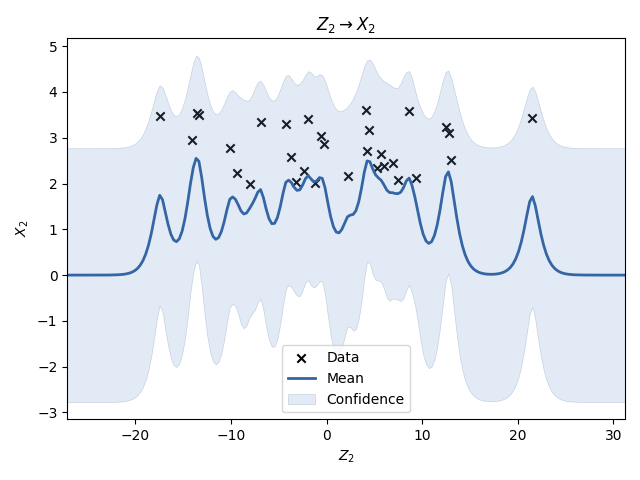 Z₂ → X₂
5
4
3
2
1
0
−1
−2
−3
X₂
Data
Mean
Confidence
−20
−10
0
10
20
30
Z₂